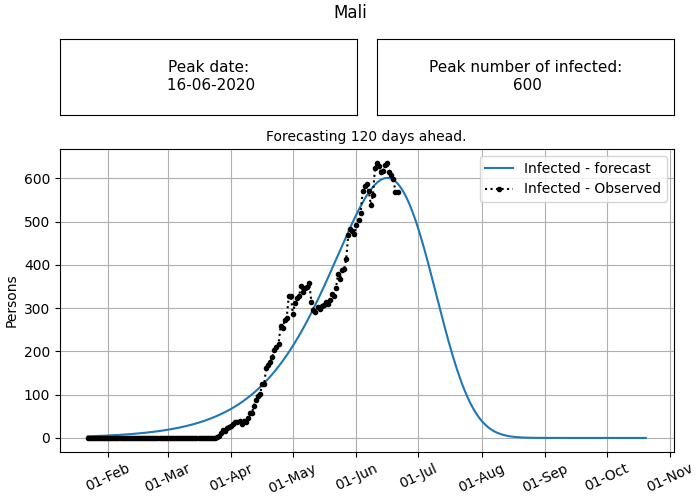 Mali
Peak date:
16-06-2020
Peak number of infected:
600
Forecasting 120 days ahead.
Infected - forecast
Infected - Observed
Persons
600
500
400
300
200
100
0
01-Feb
01-Mar
01-Apr
01-May
01-Jun
01-Jul
01-Aug
01-Sep
01-Oct
01-Nov